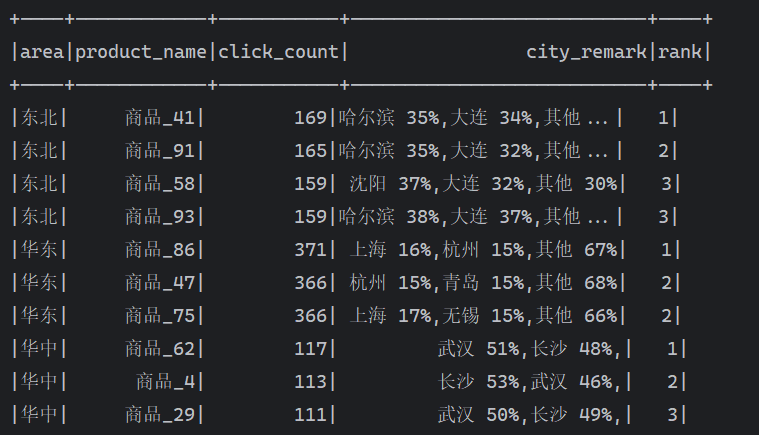 +----+------------+-----------+---------------------------+----+
|area|product_name|click_count|                city_remark|rank|
+----+------------+-----------+---------------------------+----+
|东北|     商品_41|        169|哈尔滨 35%,大连 34%,其他...|   1|
|东北|     商品_91|        165|哈尔滨 35%,大连 32%,其他...|   2|
|东北|     商品_58|        159| 沈阳 37%,大连 32%,其他 30%|   3|
|东北|     商品_93|        159|哈尔滨 38%,大连 37%,其他...|   3|
|华东|     商品_86|        371| 上海 16%,杭州 15%,其他 67%|   1|
|华东|     商品_47|        366| 杭州 15%,青岛 15%,其他 68%|   2|
|华东|     商品_75|        366| 上海 17%,无锡 15%,其他 66%|   2|
|华中|     商品_62|        117|         武汉 51%,长沙 48%,|   1|
|华中|      商品_4|        113|         长沙 53%,武汉 46%,|   2|
|华中|     商品_29|        111|         武汉 50%,长沙 49%,|   3|